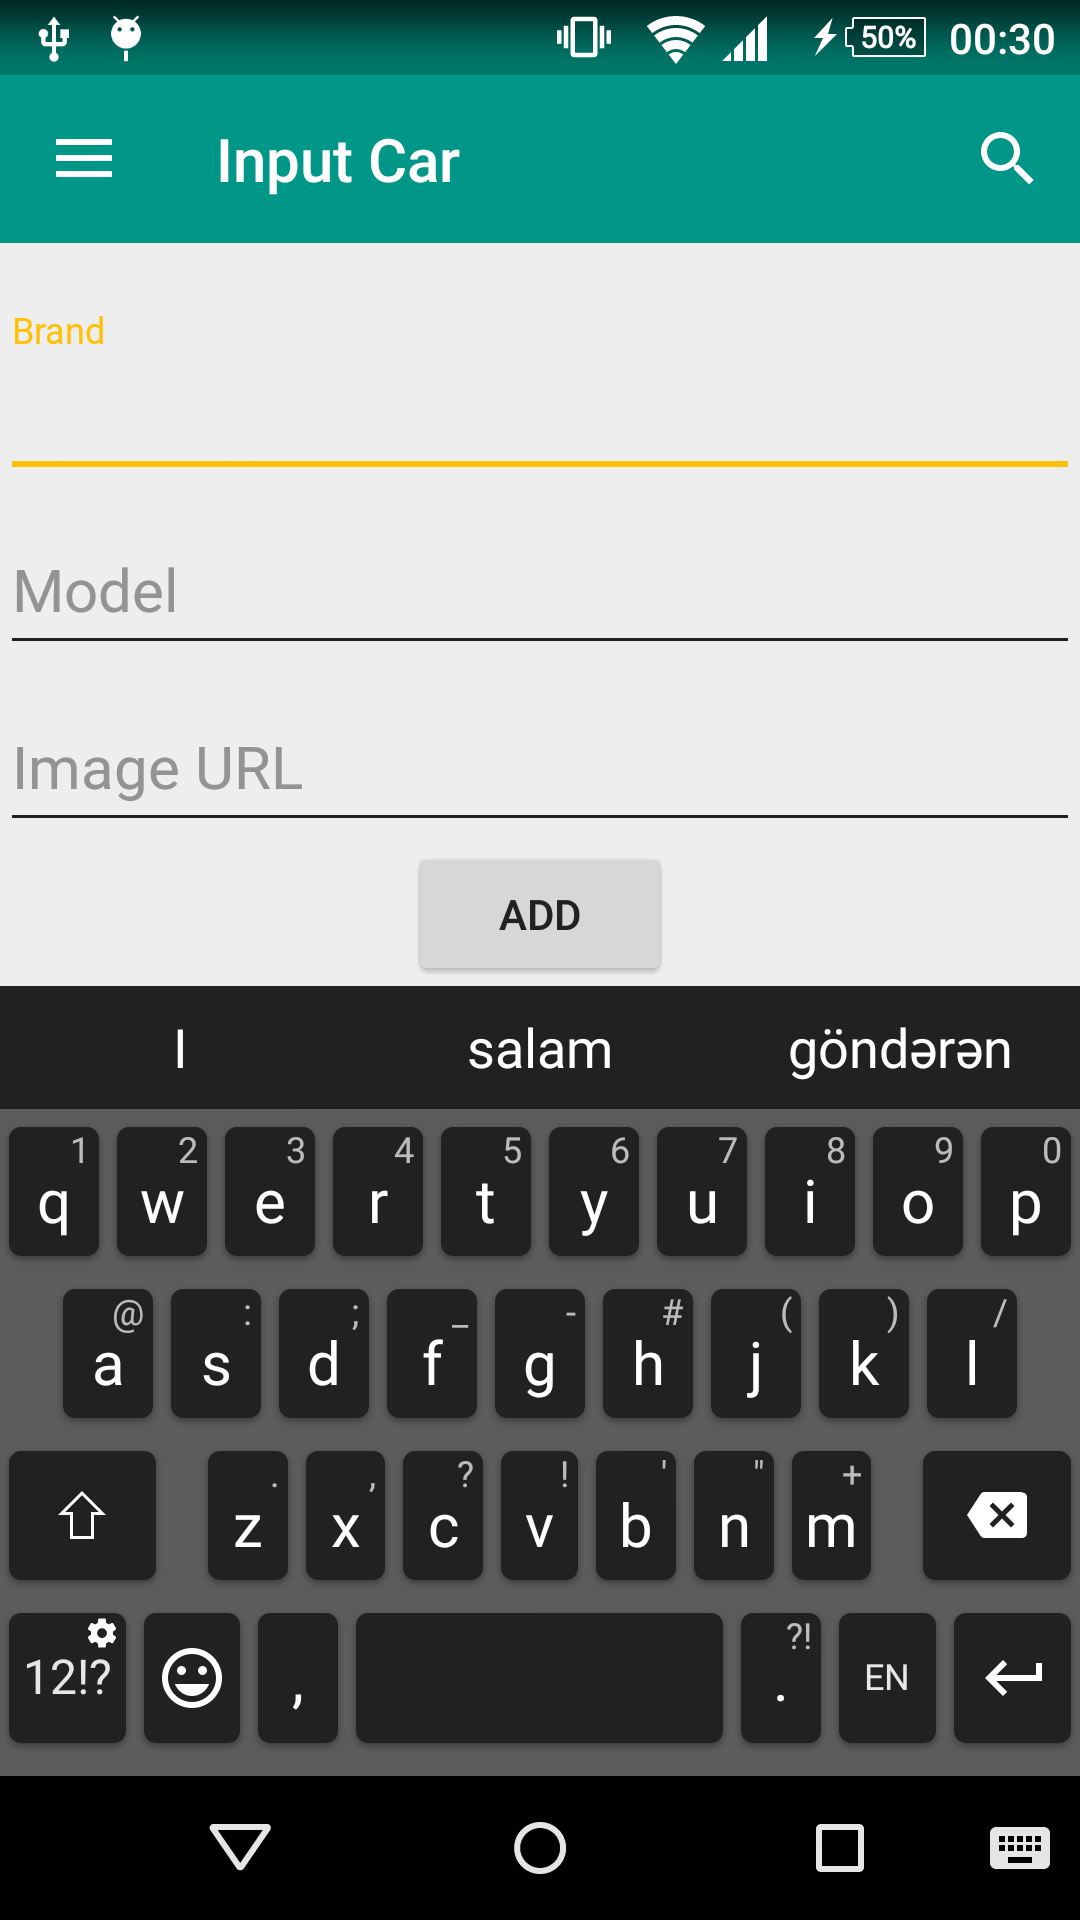 50% 00:30
Input Car
Brand
Model
Image URL
ADD
I salam göndərən
1 2 3 4 5 6 7 8 9 0
q w e r t y u i o p
@ : ; _ - # ( ) /
a s d f g h j k l
. , ? ! ' " +
z x c v b n m
?!
12!? , . EN